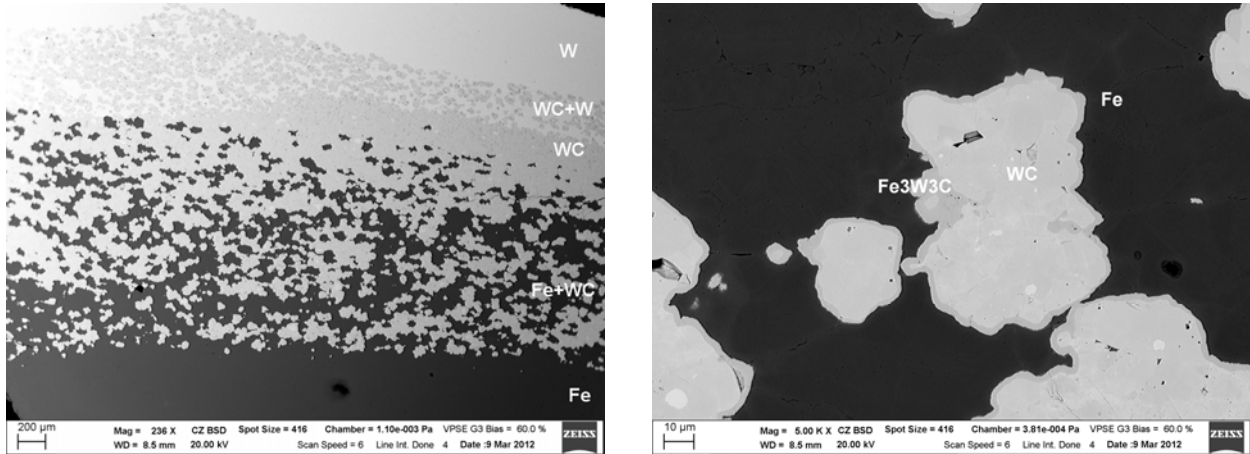 W
WC+W
WC
Fe+WC
Fe
200 µm
Mag = 236 X CZ BSD Spot Size = 416 Chamber = 1.10e-003 Pa VPSE G3 Bias = 60.0 %
WD = 8.5 mm 20.00 kV Scan Speed = 6 Line Int. Done 4 Date :9 Mar 2012
ZEISS
Fe
WC
Fe3W3C
10 µm
Mag = 5.00 K X CZ BSD Spot Size = 416 Chamber = 3.81e-004 Pa VPSE G3 Bias = 60.0 %
WD = 8.5 mm 20.00 kV Scan Speed = 6 Line Int. Done 4 Date :9 Mar 2012
ZEISS